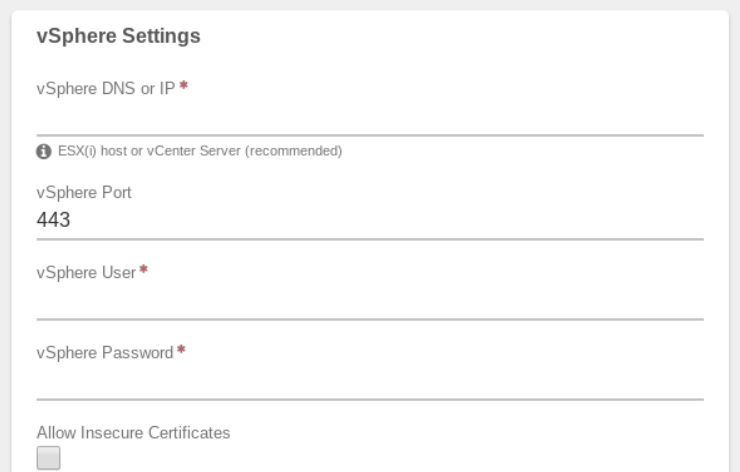 vSphere Settings
vSphere DNS or IP *
ESX(i) host or vCenter Server (recommended)
vSphere Port
443
vSphere User *
vSphere Password *
Allow Insecure Certificates